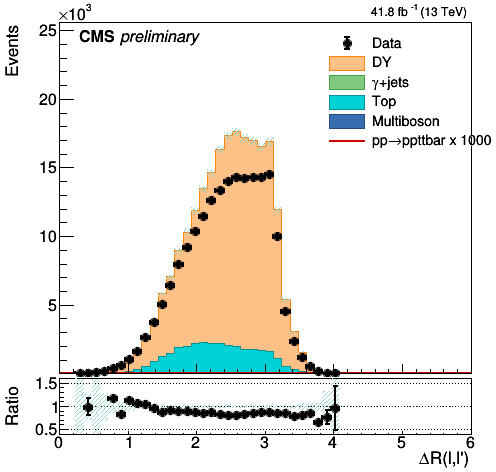 ×10³
41.8 fb⁻¹ (13 TeV)
CMS preliminary
Events
25
20
15
10
5
Data
DY
γ+jets
Top
Multiboson
pp→ppttbar x 1000
Ratio
1.5
1
0.5
0 1 2 3 4 5 6
ΔR(l,l')